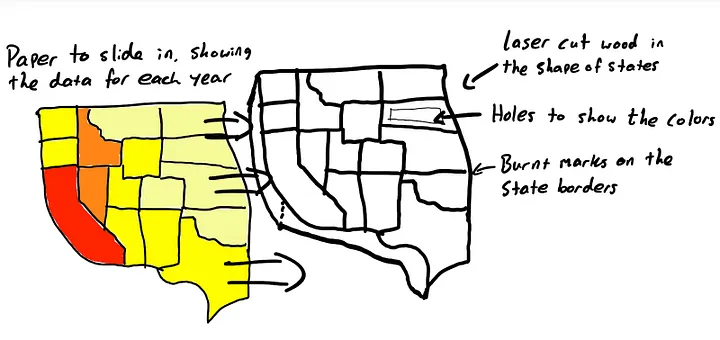 Paper to slide in, showing
the data for each year
laser cut wood in
the shape of states
Holes to show the colors
Burnt marks on the
State borders